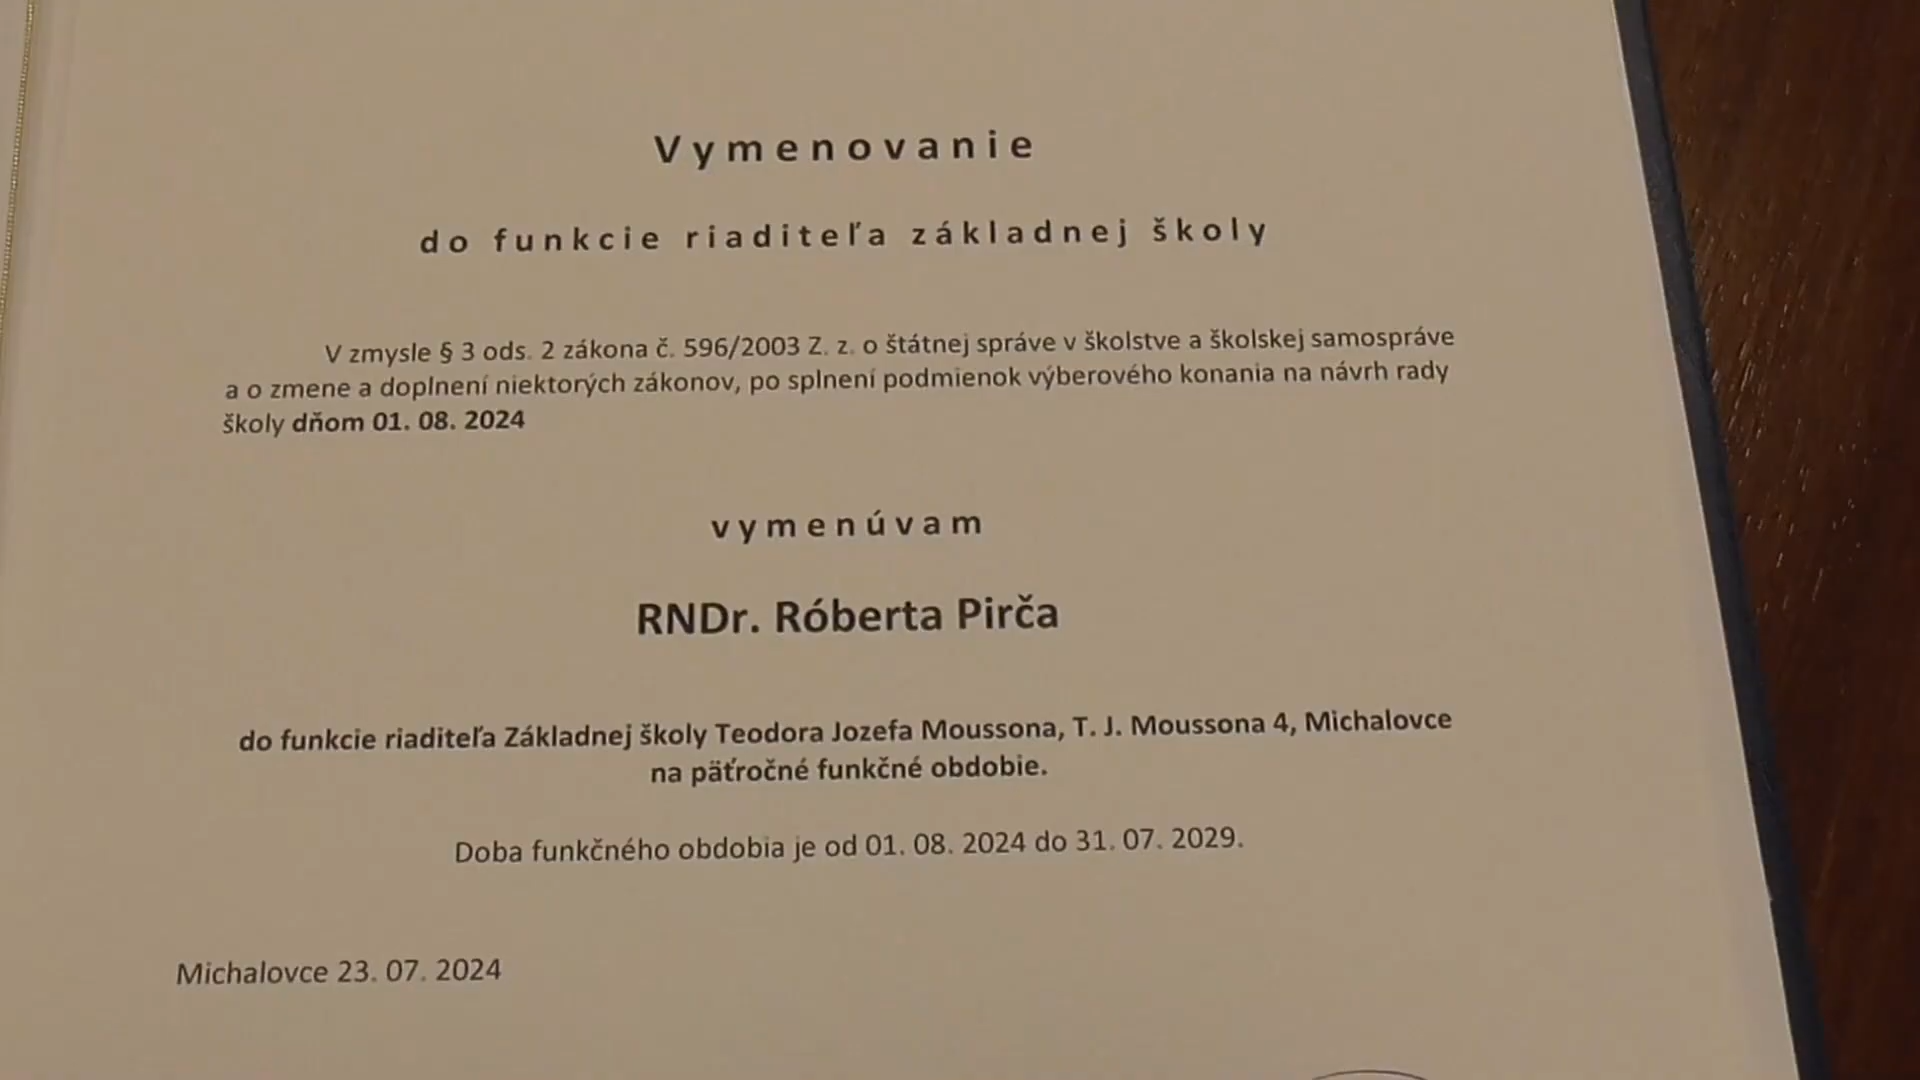 Vymenovanie
do funkcie riaditeľa základnej školy
V zmysle § 3 ods. 2 zákona č. 596/2003 Z. z. o štátnej správe v školstve a školskej samospráve
a o zmene a doplnení niektorých zákonov, po splnení podmienok výberového konania na návrh rady
školy dňom 01. 08. 2024
vymenúvam
RNDr. Róberta Pirča
do funkcie riaditeľa Základnej školy Teodora Jozefa Moussona, T. J. Moussona 4, Michalovce
na päťročné funkčné obdobie.
Doba funkčného obdobia je od 01. 08. 2024 do 31. 07. 2029.
Michalovce 23. 07. 2024